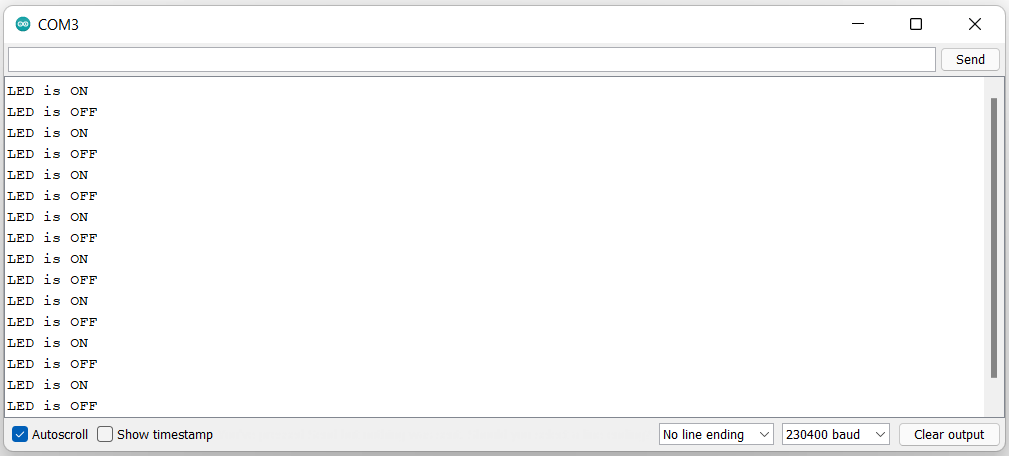 COM3
Send
LED is ON
LED is OFF
LED is ON
LED is OFF
LED is ON
LED is OFF
LED is ON
LED is OFF
LED is ON
LED is OFF
LED is ON
LED is OFF
LED is ON
LED is OFF
LED is ON
LED is OFF
Autoscroll Show timestamp No line ending 230400 baud Clear output